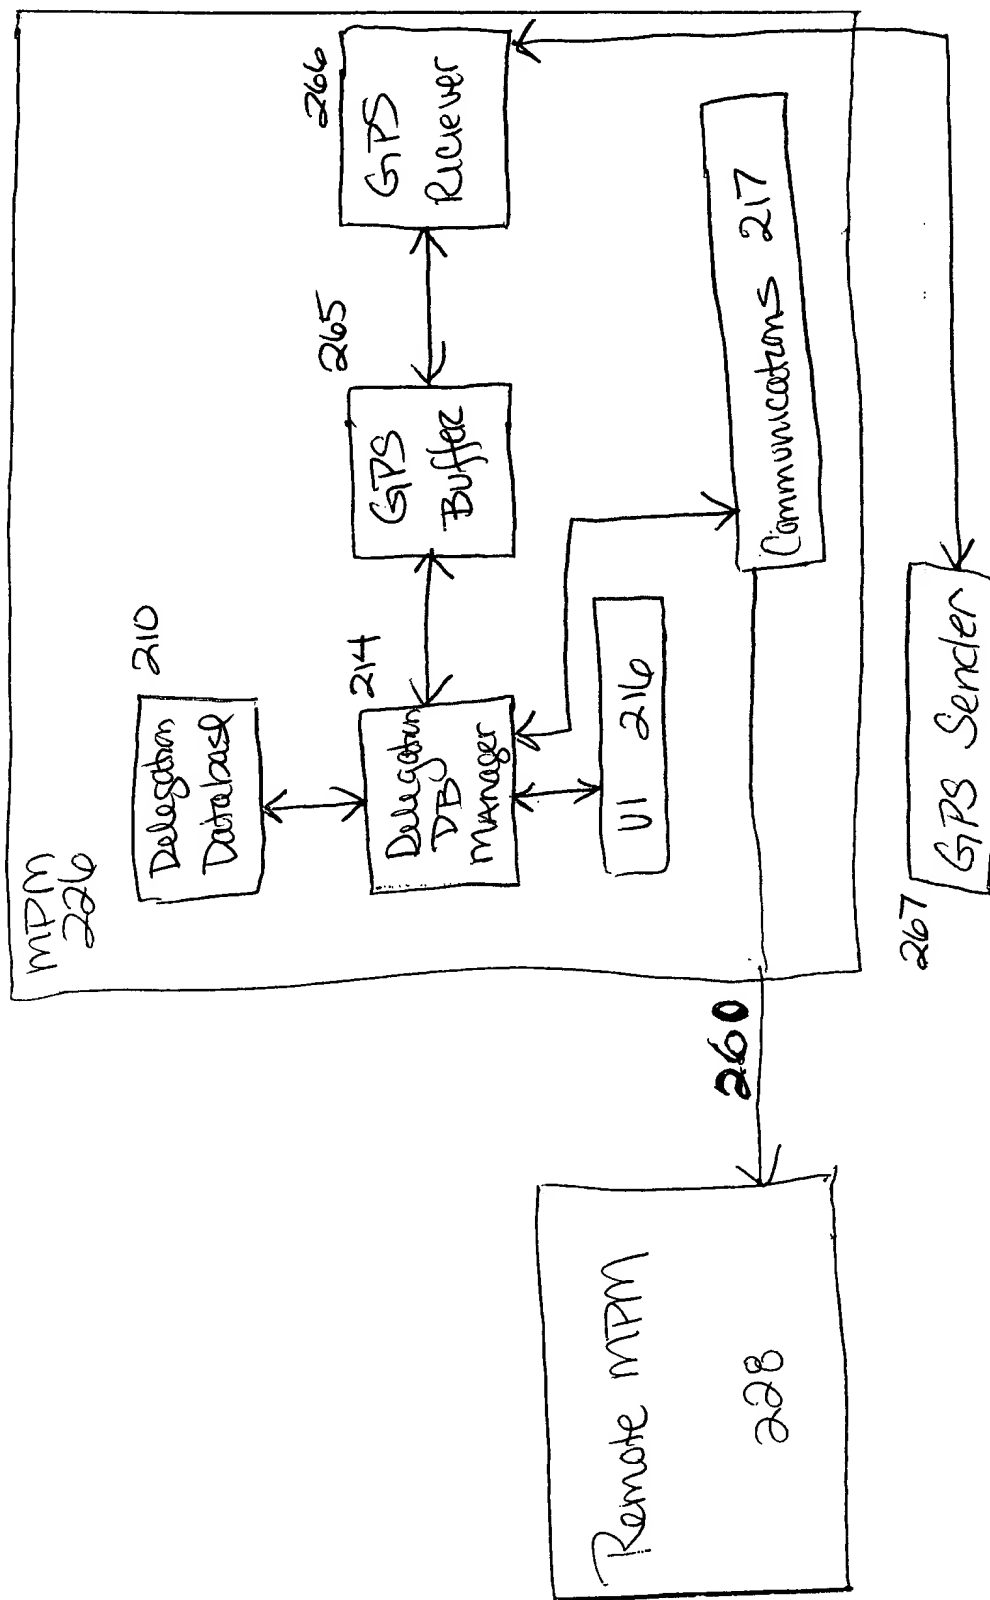 MPM
226
Delegation
Database
210
Delegation
DB
MANager
214
GPS
Buffer
265
GPS
Riciever
266
UI 216
Communications 217
267
GPS Sender
260
Remote MPM
228